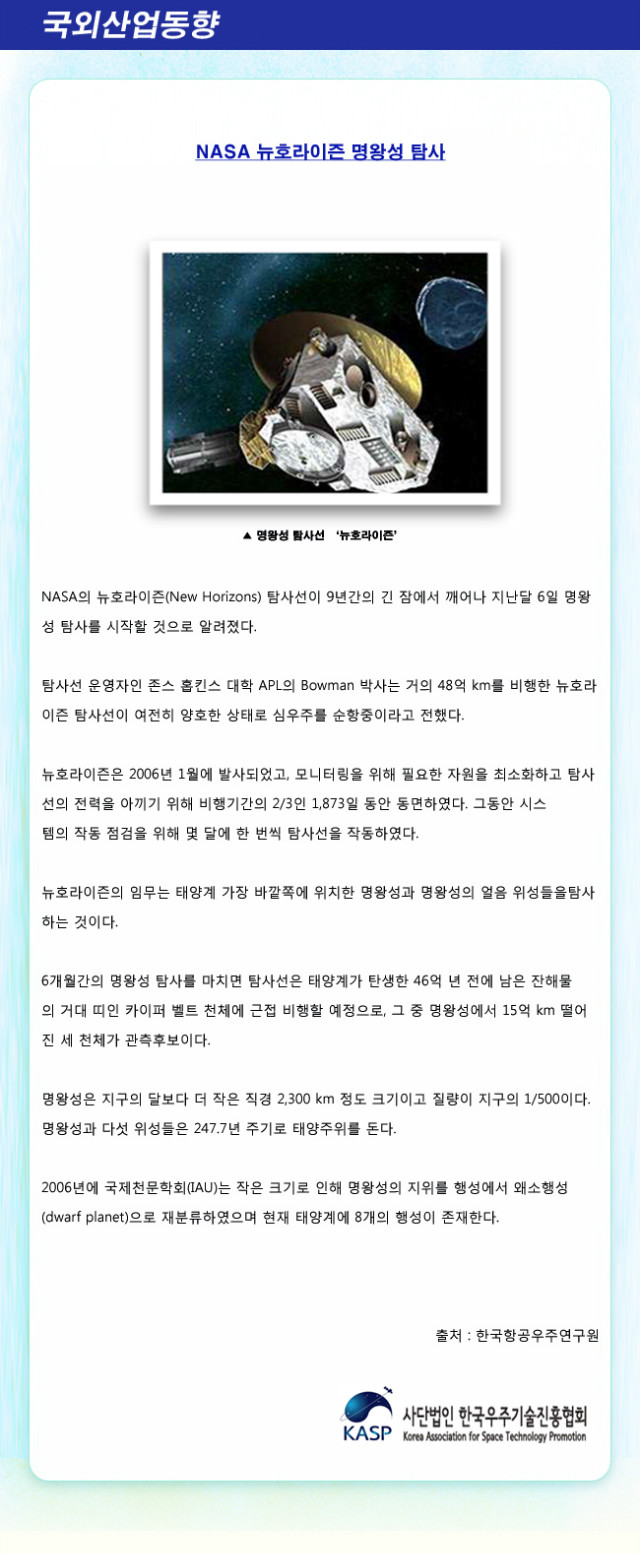 국외산업동향
NASA 뉴호라이즌 명왕성 탐사
▲ 명왕성 탐사선 '뉴호라이즌'
NASA의 뉴호라이즌(New Horizons) 탐사선이 9년간의 긴 잠에서 깨어나 지난달 6일 명왕
성 탐사를 시작할 것으로 알려졌다.
탐사선 운영자인 존스 홉킨스 대학 APL의 Bowman 박사는 거의 48억 km를 비행한 뉴호라
이즌 탐사선이 여전히 양호한 상태로 심우주를 순항중이라고 전했다.
뉴호라이즌은 2006년 1월에 발사되었고, 모니터링을 위해 필요한 자원을 최소화하고 탐사
선의 전력을 아끼기 위해 비행기간의 2/3인 1,873일 동안 동면하였다. 그동안 시스
템의 작동 점검을 위해 몇 달에 한 번씩 탐사선을 작동하였다.
뉴호라이즌의 임무는 태양계 가장 바깥쪽에 위치한 명왕성과 명왕성의 얼음 위성들을탐사
하는 것이다.
6개월간의 명왕성 탐사를 마치면 탐사선은 태양계가 탄생한 46억 년 전에 남은 잔해물
의 거대 띠인 카이퍼 벨트 천체에 근접 비행할 예정으로, 그 중 명왕성에서 15억 km 떨어
진 세 천체가 관측후보이다.
명왕성은 지구의 달보다 더 작은 직경 2,300 km 정도 크기이고 질량이 지구의 1/500이다.
명왕성과 다섯 위성들은 247.7년 주기로 태양주위를 돈다.
2006년에 국제천문학회(IAU)는 작은 크기로 인해 명왕성의 지위를 행성에서 왜소행성
(dwarf planet)으로 재분류하였으며 현재 태양계에 8개의 행성이 존재한다.
출처 : 한국항공우주연구원
KASP
사단법인 한국우주기술진흥협회
Korea Association for Space Technology Promotion